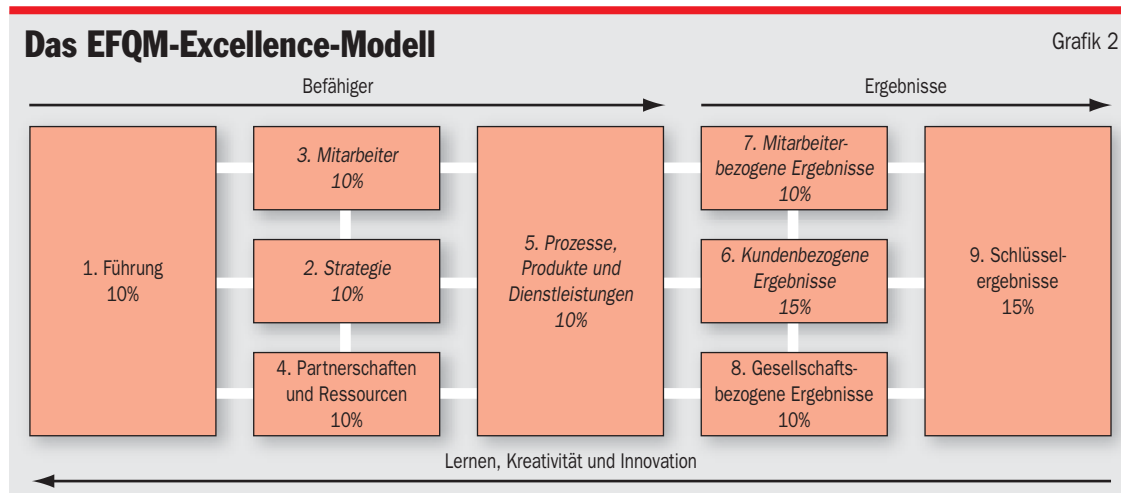 Das EFQM-Excellence-Modell
Grafik 2
Befähiger
Ergebnisse
1. Führung
10%
3. Mitarbeiter
10%
2. Strategie
10%
4. Partnerschaften
und Ressourcen
10%
5. Prozesse,
Produkte und
Dienstleistungen
10%
7. Mitarbeiter-
bezogene Ergebnisse
10%
6. Kundenbezogene
Ergebnisse
15%
8. Gesellschafts-
bezogene Ergebnisse
10%
9. Schlüssel-
ergebnisse
15%
Lernen, Kreativität und Innovation